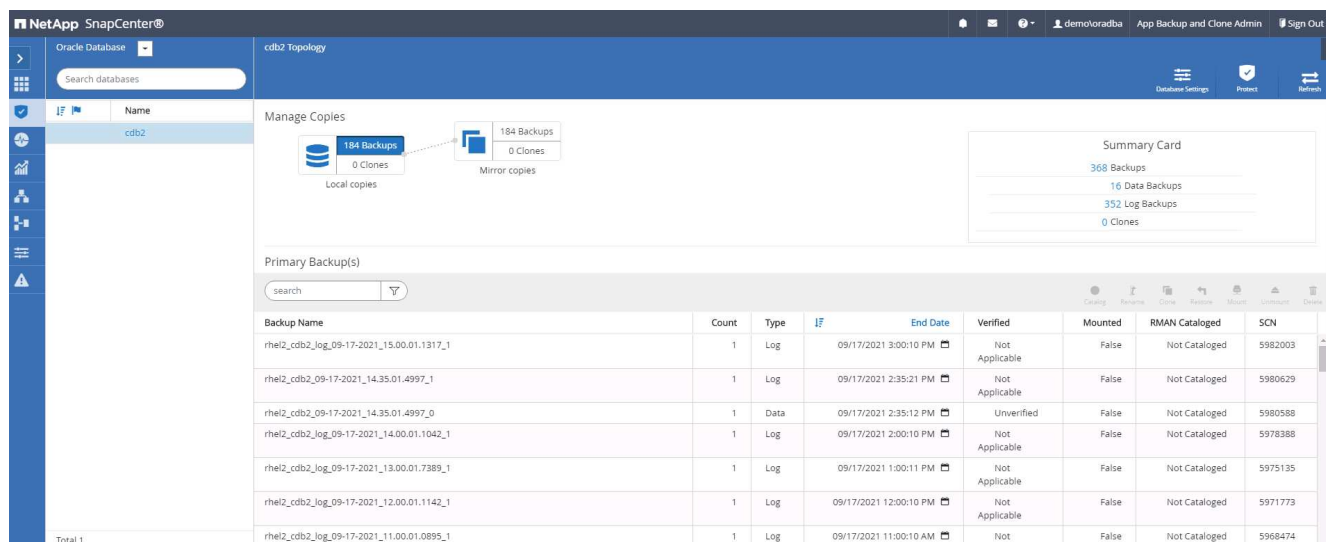 NetApp SnapCenter®
demo\oradba App Backup and Clone Admin Sign Out
Oracle Database
Search databases
Name
cdb2
Total 1
cdb2 Topology
Database Settings Protect Refresh
Manage Copies
184 Backups
0 Clones
Local copies
184 Backups
0 Clones
Mirror copies
Summary Card
368 Backups
16 Data Backups
352 Log Backups
0 Clones
Primary Backup(s)
search
Catalog Rename Clone Restore Mount Unmount Delete
Backup Name Count Type End Date Verified Mounted RMAN Cataloged SCN
rhel2_cdb2_log_09-17-2021_15.00.01.1317_1 1 Log 09/17/2021 3:00:10 PM Not Applicable False Not Cataloged 5982003
rhel2_cdb2_09-17-2021_14.35.01.4997_1 1 Log 09/17/2021 2:35:21 PM Not Applicable False Not Cataloged 5980629
rhel2_cdb2_09-17-2021_14.35.01.4997_0 1 Data 09/17/2021 2:35:12 PM Unverified False Not Cataloged 5980588
rhel2_cdb2_log_09-17-2021_14.00.01.1042_1 1 Log 09/17/2021 2:00:10 PM Not Applicable False Not Cataloged 5978388
rhel2_cdb2_log_09-17-2021_13.00.01.7389_1 1 Log 09/17/2021 1:00:11 PM Not Applicable False Not Cataloged 5975135
rhel2_cdb2_log_09-17-2021_12.00.01.1142_1 1 Log 09/17/2021 12:00:10 PM Not Applicable False Not Cataloged 5971773
rhel2_cdb2_log_09-17-2021_11.00.01.0895_1 1 Log 09/17/2021 11:00:10 AM Not False Not Cataloged 5968474